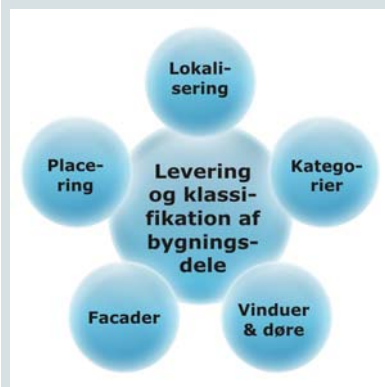 Lokali-
sering
Place-
ring
Katego-
rier
Levering
og klassi-
fikation af
bygnings-
dele
Facader
Vinduer
& døre